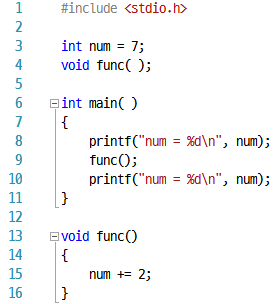 1 #include <stdio.h>
2
3 int num = 7;
4 void func( );
5
6 int main( )
7 {
8     printf("num = %d\n", num);
9     func();
10     printf("num = %d\n", num);
11 }
12
13 void func()
14 {
15     num += 2;
16 }